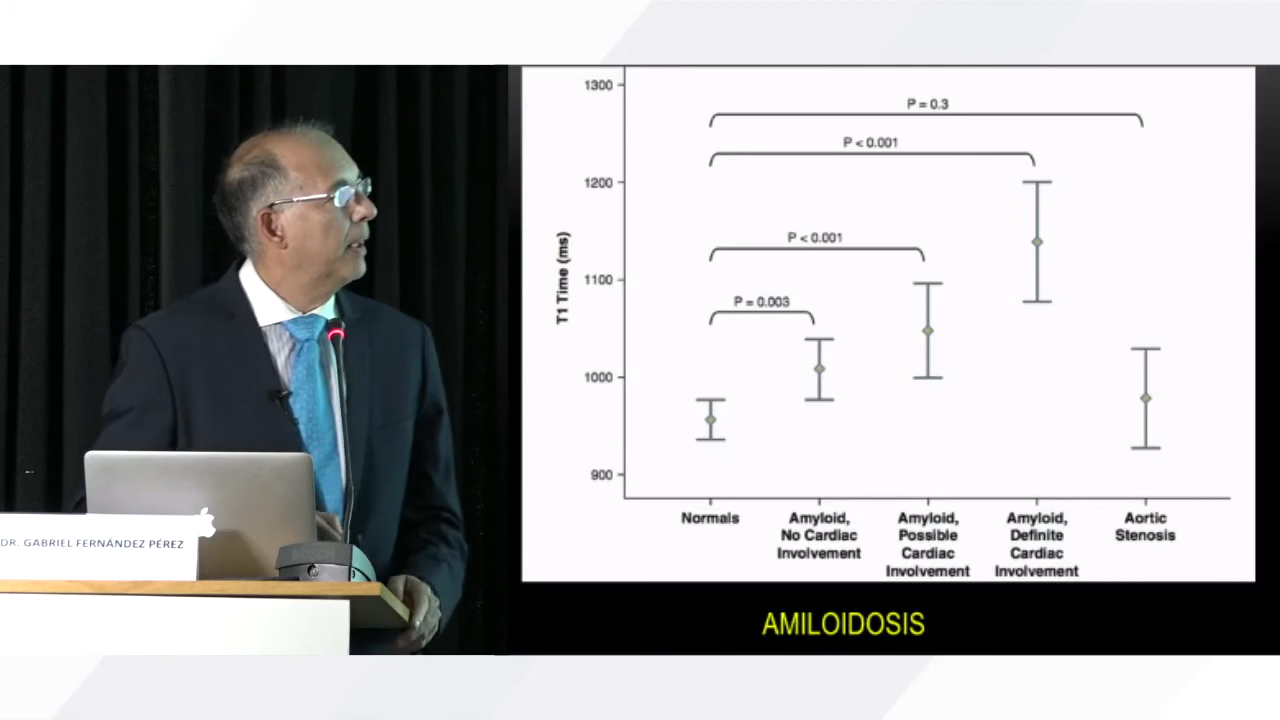 DR. GABRIEL FERNÁNDEZ PÉREZ
BOSCH
1300
1200
1100
1000
900
T1 Time (ms)
P = 0.3
P < 0.001
P < 0.001
P = 0.003
Normals
Amyloid,
No Cardiac
Involvement
Amyloid,
Possible
Cardiac
Involvement
Amyloid,
Definite
Cardiac
Involvement
Aortic
Stenosis
AMILOIDOSIS